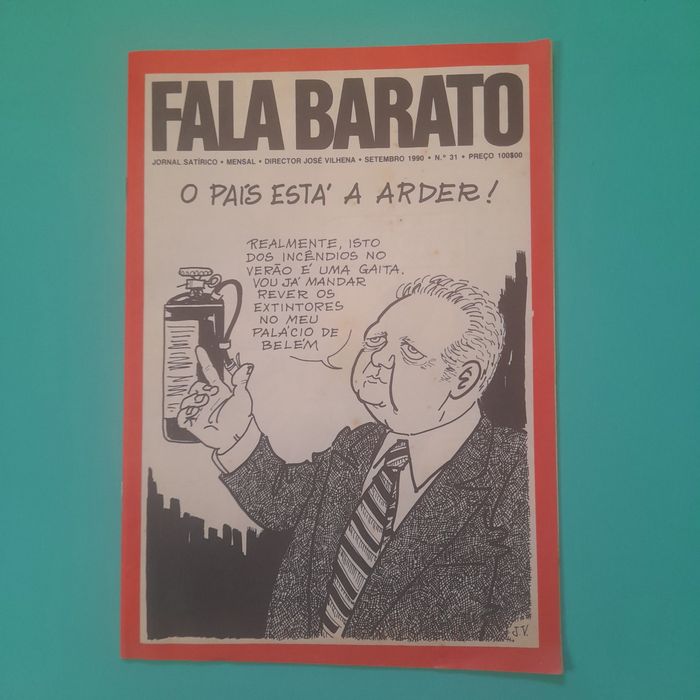 FALA BARATO
JORNAL SATÍRICO • MENSAL • DIRECTOR JOSÉ VILHENA • SETEMBRO 1990 • N.º 31 • PREÇO 100$00
O PAÍS ESTÁ A ARDER!
REALMENTE, ISTO
DOS INCÊNDIOS NO
VERÃO É UMA GAITA.
VOU JÁ MANDAR
REVER OS
EXTINTORES
NO MEU
PALÁCIO DE
BELÉM
J.V.